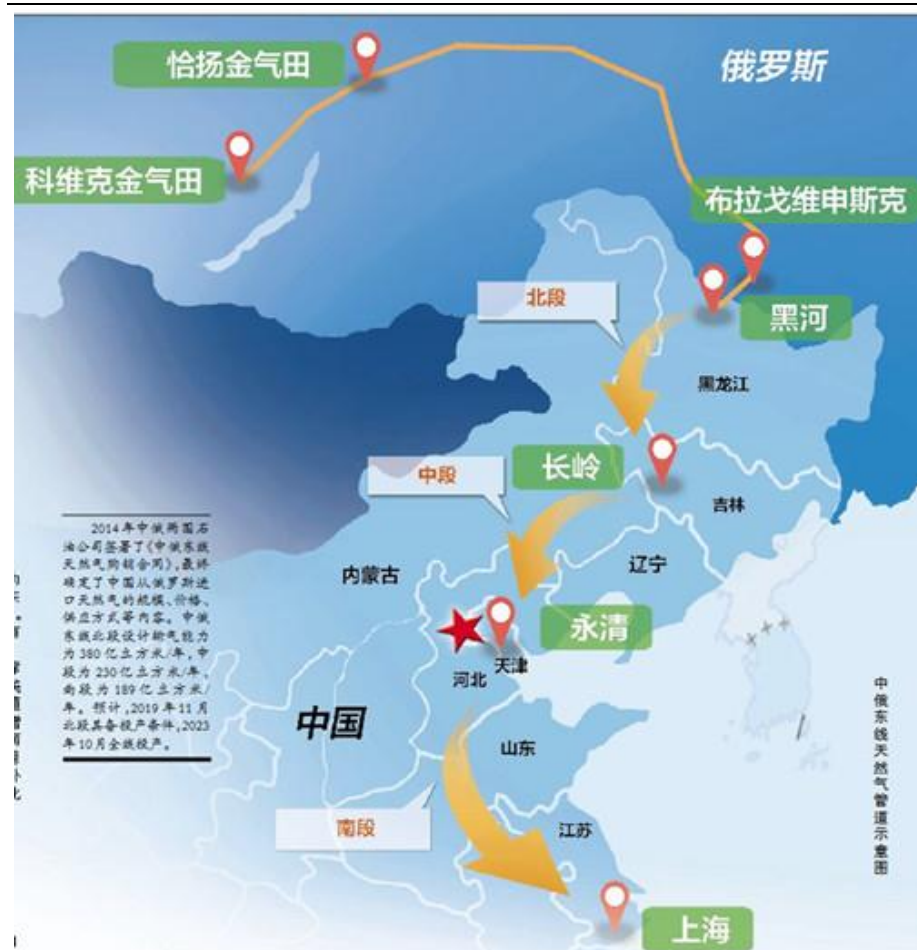 恰扬金气田
俄罗斯
科维克金气田
布拉戈维申斯克
北段
黑河
黑龙江
长岭
中段
吉林
辽宁
内蒙古
2014年中俄两国石
油公司签署了《中俄东线
天然气购销合同》,最终
确定了中国从俄罗斯进
口天然气的规模、价格、
供应方式等内容。中俄
东线北段设计输气能力
为380亿立方米/年,中
段为230亿立方米/年,
南段为189亿立方米/
年。预计,2019年11月
北段具备投产条件,2023
年10月全线投产。
永清
天津
河北
中国
山东
中俄东线天然气管道示意图
南段
江苏
上海